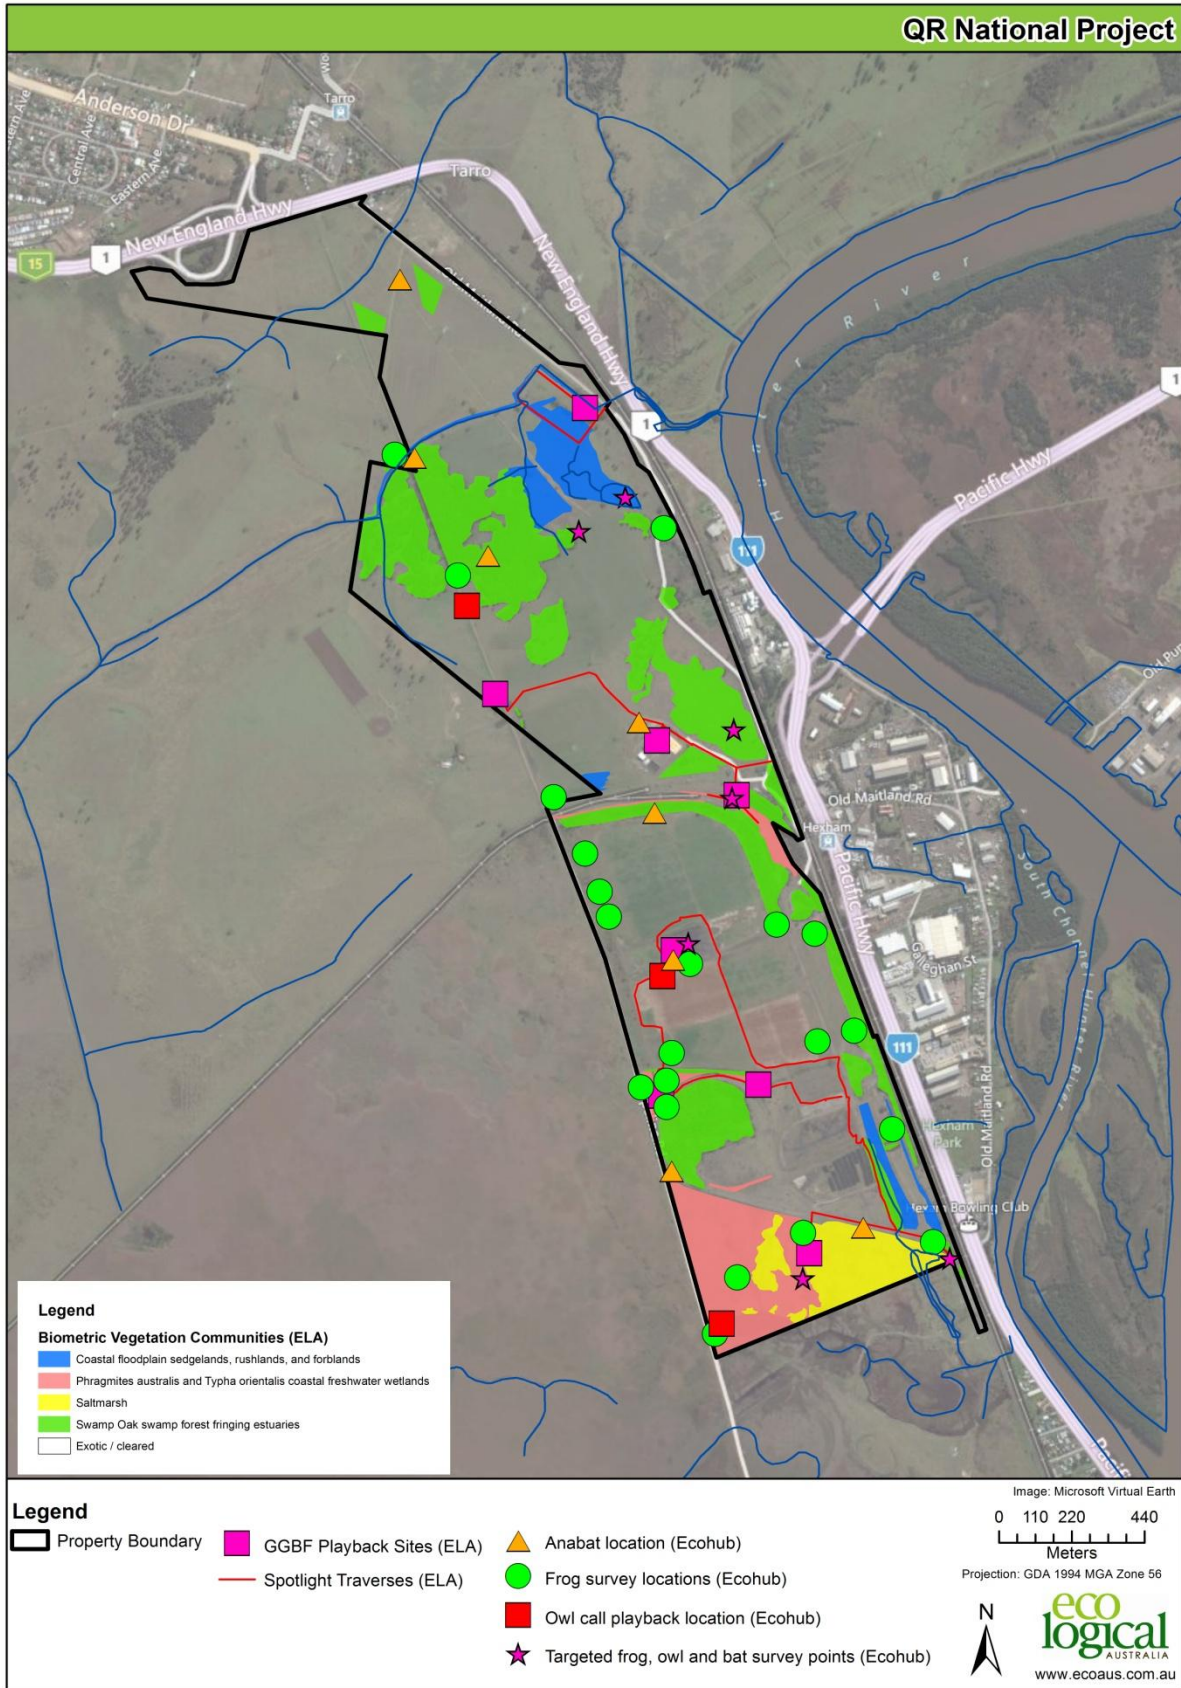 QR National Project
Anderson Dr
Tarro
Central Ave
Eastern Ave
Tarro
New England Hwy
15
1
New England Hwy
1
1
Hunter River
Pacific Hwy
111
Old Maitland Rd
Hexham
Pacific Hwy
South Channel Hunter River
Galleghan St
111
Old Maitland Rd
Hexham
Park
Hexham Bowling Club
Legend
Biometric Vegetation Communities (ELA)
Coastal floodplain sedgelands, rushlands, and forblands
Phragmites australis and Typha orientalis coastal freshwater wetlands
Saltmarsh
Swamp Oak swamp forest fringing estuaries
Exotic / cleared
Legend
Property Boundary
GGBF Playback Sites (ELA)
Spotlight Traverses (ELA)
Anabat location (Ecohub)
Frog survey locations (Ecohub)
Owl call playback location (Ecohub)
Targeted frog, owl and bat survey points (Ecohub)
Image: Microsoft Virtual Earth
0 110 220 440
Meters
Projection: GDA 1994 MGA Zone 56
N
eco
logical
AUSTRALIA
www.ecoaus.com.au